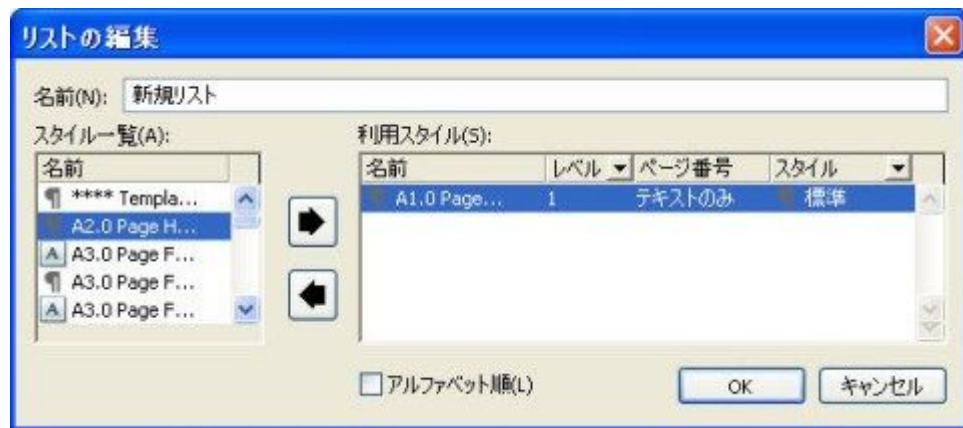 リストの編集
名前(N): 新規リスト
スタイル一覧(A):
名前
¶ **** Templa...
¶ A2.0 Page H...
A A3.0 Page F...
¶ A3.0 Page F...
A A3.0 Page F...
利用スタイル(S):
名前 レベル ページ番号 スタイル
¶ A1.0 Page... 1 テキストのみ ¶ 標準
アルファベット順(L)
OK キャンセル